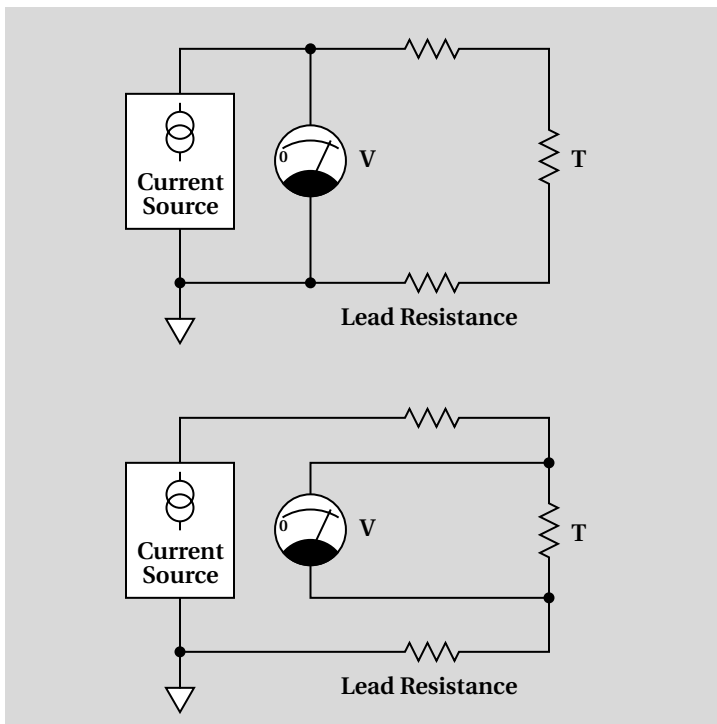 0
V
T
Current
Source
Lead Resistance
0
V
T
Current
Source
Lead Resistance